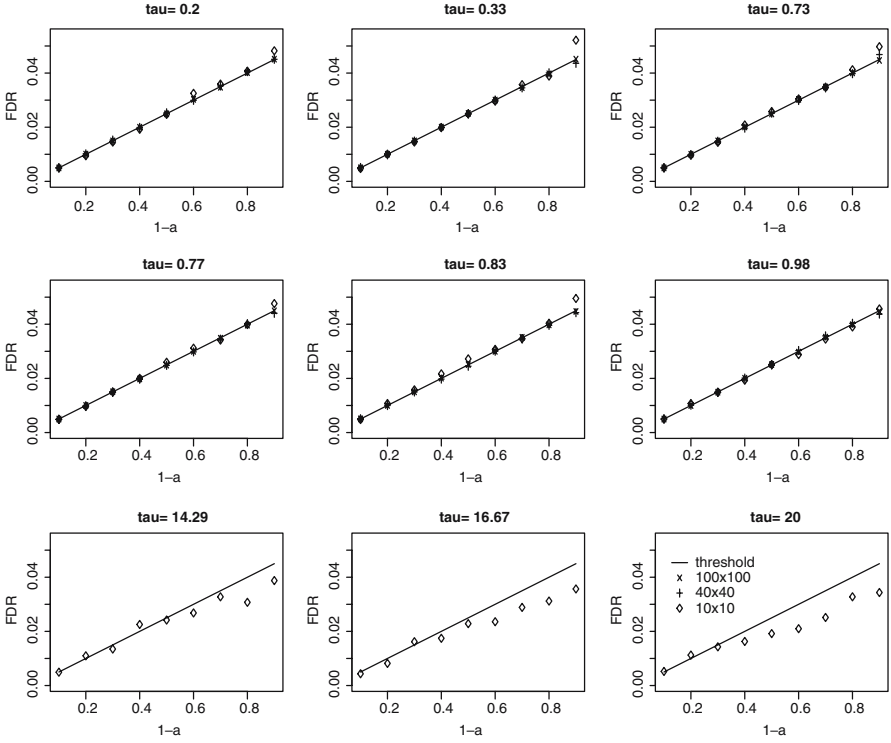 tau= 0.2
FDR
0.00 0.02 0.04
0.2 0.4 0.6 0.8
1–a
tau= 0.33
FDR
0.00 0.02 0.04
0.2 0.4 0.6 0.8
1–a
tau= 0.73
FDR
0.00 0.02 0.04
0.2 0.4 0.6 0.8
1–a
tau= 0.77
FDR
0.00 0.02 0.04
0.2 0.4 0.6 0.8
1–a
tau= 0.83
FDR
0.00 0.02 0.04
0.2 0.4 0.6 0.8
1–a
tau= 0.98
FDR
0.00 0.02 0.04
0.2 0.4 0.6 0.8
1–a
tau= 14.29
FDR
0.00 0.02 0.04
0.2 0.4 0.6 0.8
1–a
tau= 16.67
FDR
0.00 0.02 0.04
0.2 0.4 0.6 0.8
1–a
tau= 20
FDR
0.00 0.02 0.04
threshold
100x100
40x40
10x10
0.2 0.4 0.6 0.8
1–a